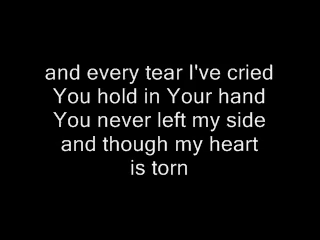 and every tear I've cried
You hold in Your hand
You never left my side
and though my heart
is torn